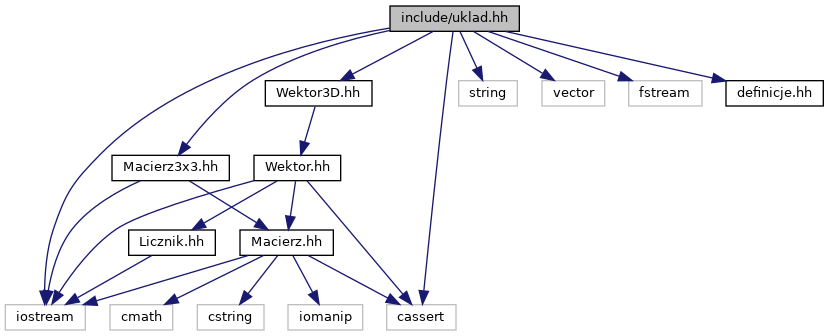 include/uklad.hh
Wektor3D.hh
string
vector
fstream
definicje.hh
Macierz3x3.hh
Wektor.hh
Licznik.hh
Macierz.hh
iostream
cmath
cstring
iomanip
cassert